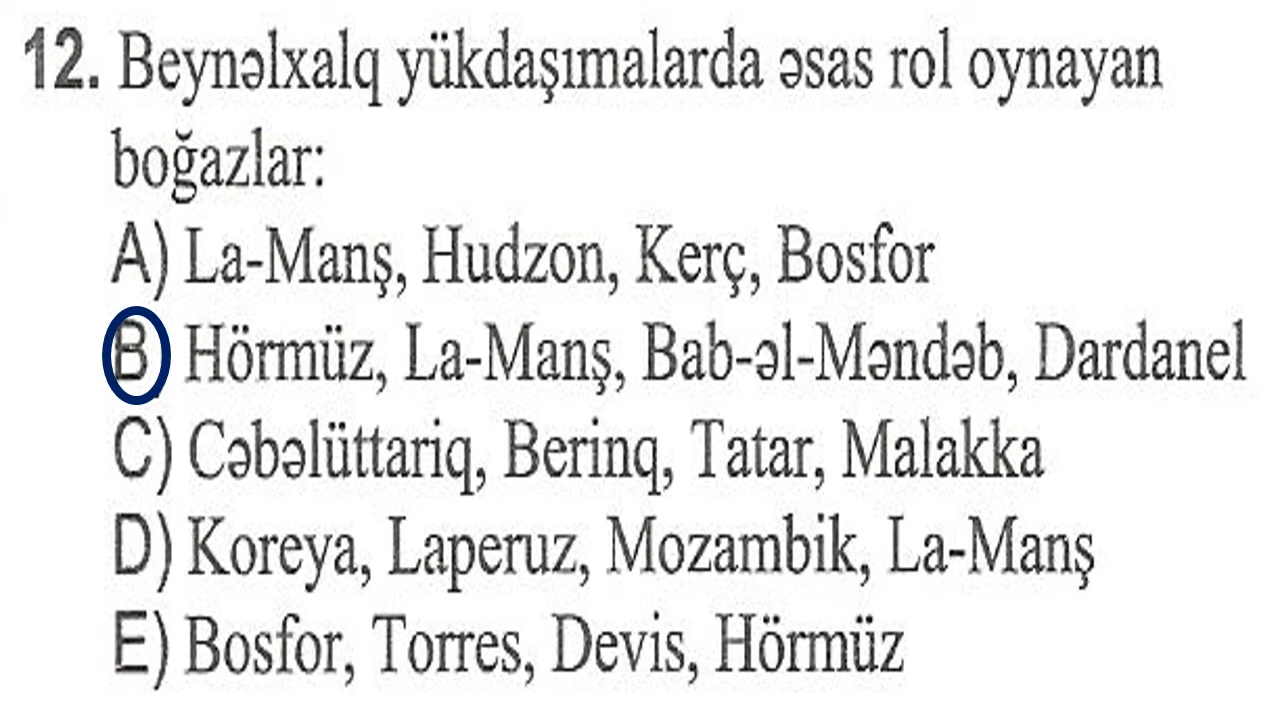 12. Beynəlxalq yükdaşımalarda əsas rol oynayan
boğazlar:
A) La-Manş, Hudzon, Kerç, Bosfor
B) Hörmüz, La-Manş, Bab-əl-Məndəb, Dardanel
C) Cəbəlüttariq, Berinq, Tatar, Malakka
D) Koreya, Laperuz, Mozambik, La-Manş
E) Bosfor, Torres, Devis, Hörmüz